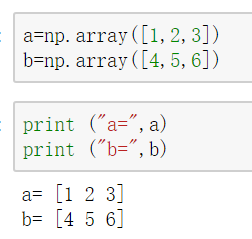 a=np.array([1,2,3])
b=np.array([4,5,6])
print ("a=",a)
print ("b=",b)
a= [1 2 3]
b= [4 5 6]